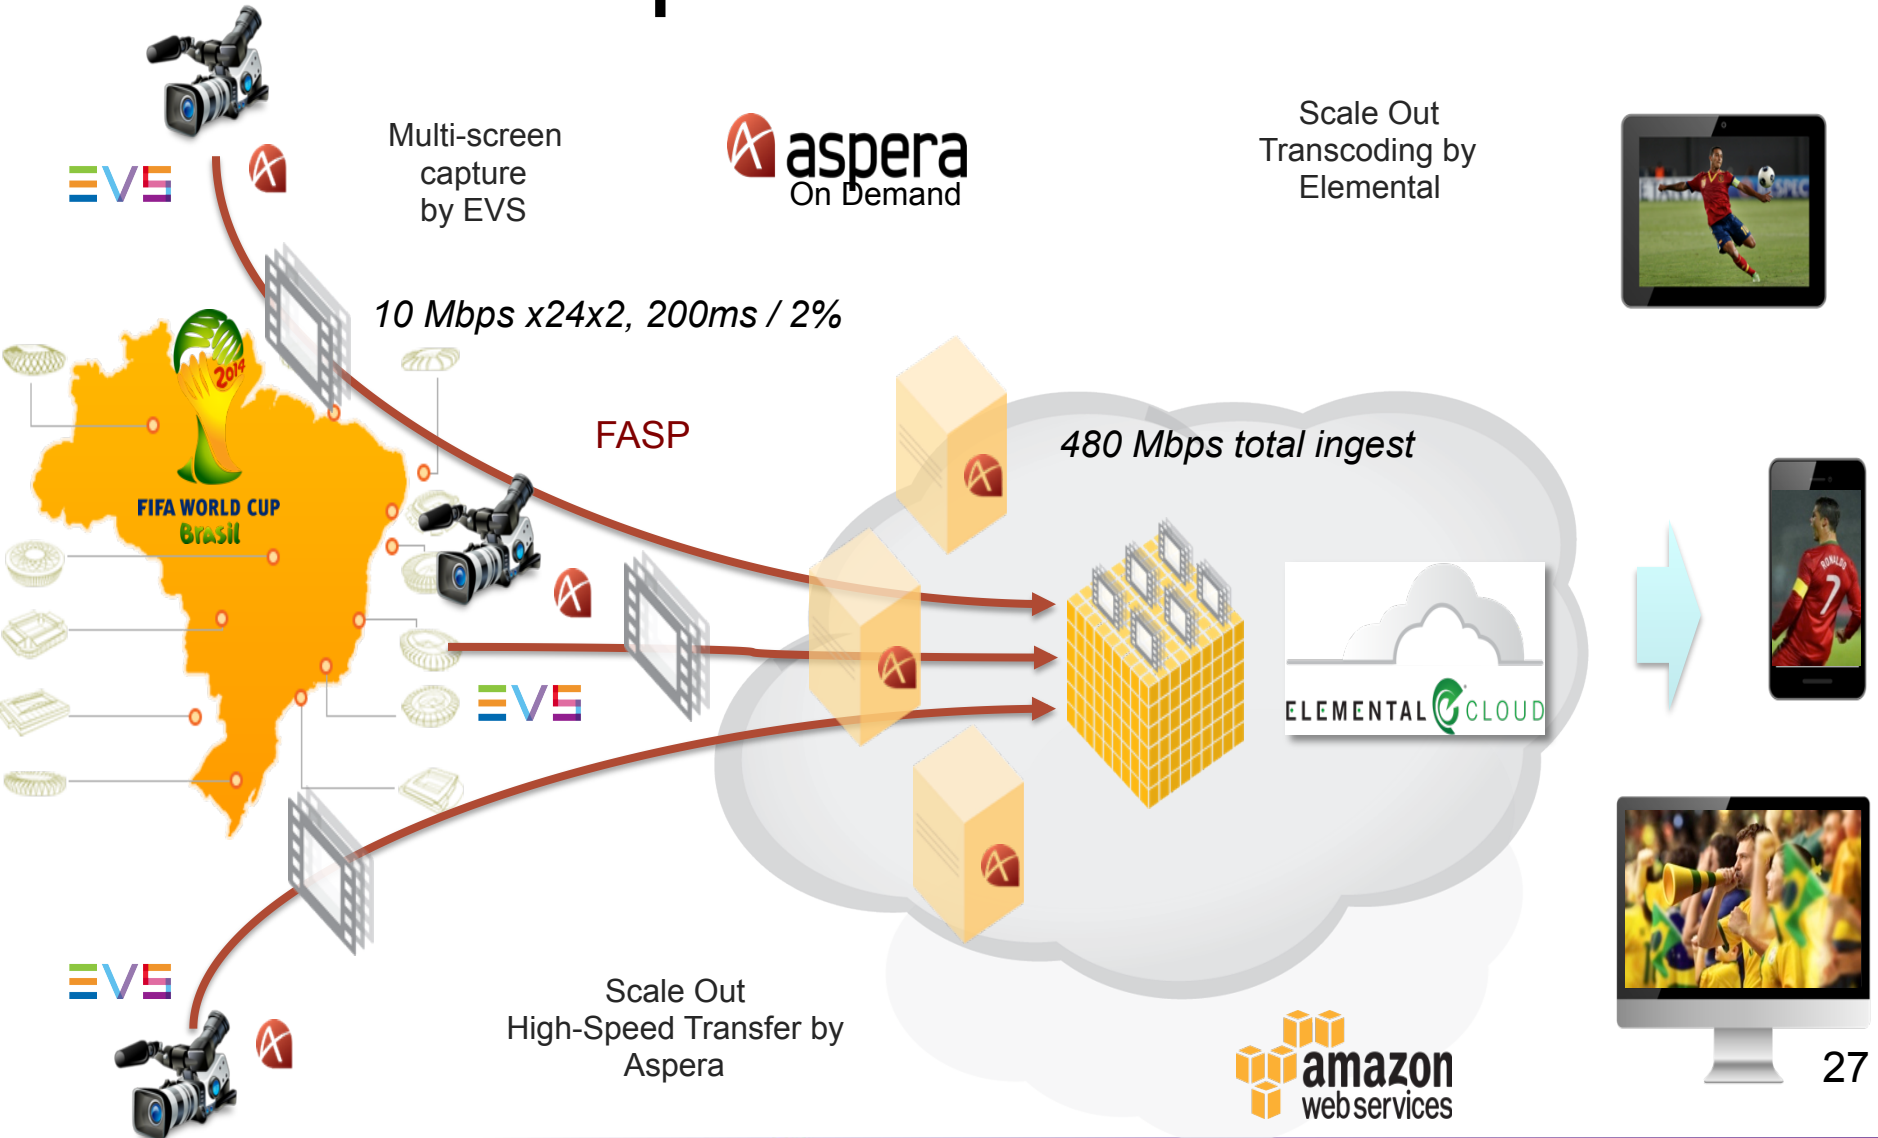 EVS
Multi-screen
capture
by EVS
aspera
On Demand
Scale Out
Transcoding by
Elemental
10 Mbps x24x2, 200ms / 2%
2014
FIFA WORLD CUP
Brasil
FASP
480 Mbps total ingest
RONALDO
7
EVS
ELEMENTAL CLOUD
EVS
Scale Out
High-Speed Transfer by
Aspera
amazon
web services
27